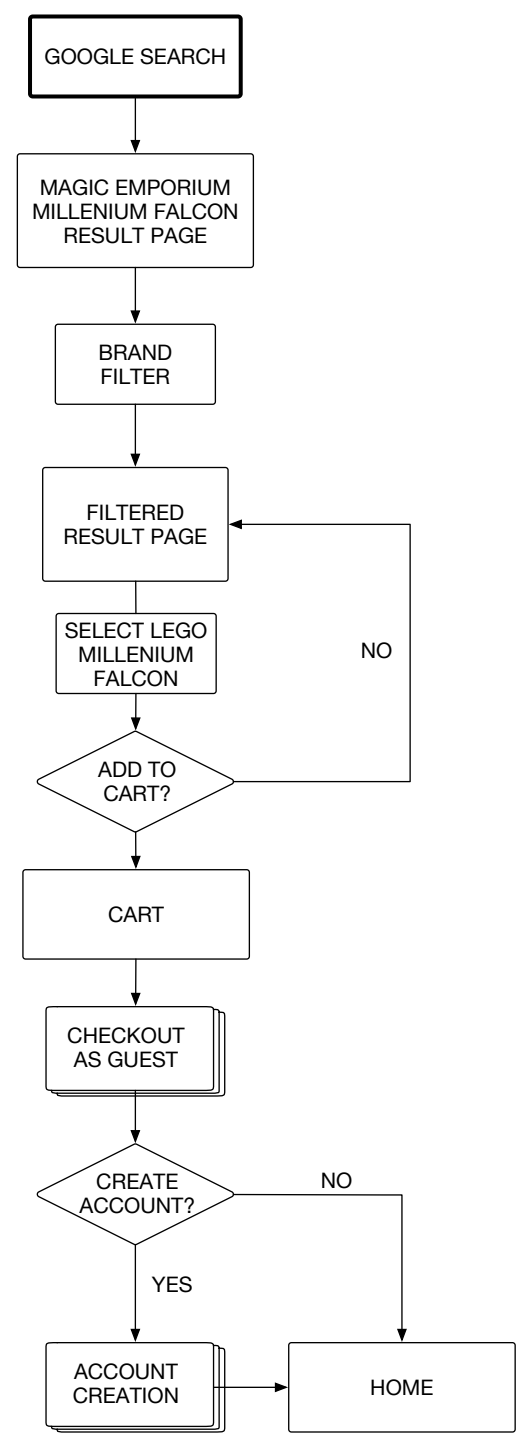 GOOGLE SEARCH
MAGIC EMPORIUM
MILLENIUM FALCON
RESULT PAGE
BRAND
FILTER
FILTERED
RESULT PAGE
SELECT LEGO
MILLENIUM
FALCON
NO
ADD TO
CART?
CART
CHECKOUT
AS GUEST
CREATE
ACCOUNT?
NO
YES
ACCOUNT
CREATION
HOME